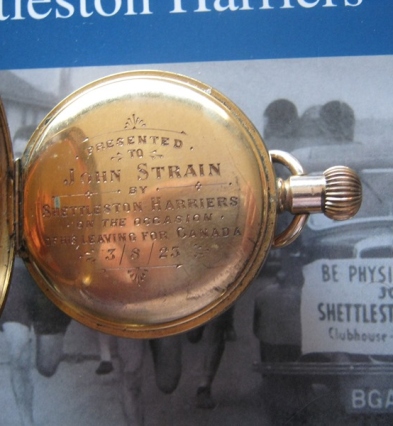 ttleston Harriers
PRESENTED
TO
JOHN STRAIN
BY
SHETTLESTON HARRIERS
ON THE OCCASION
OF HIS LEAVING FOR CANADA
3/8/23
BE PHYSI
JO
SHETTLEST
Clubhouse -
BGA